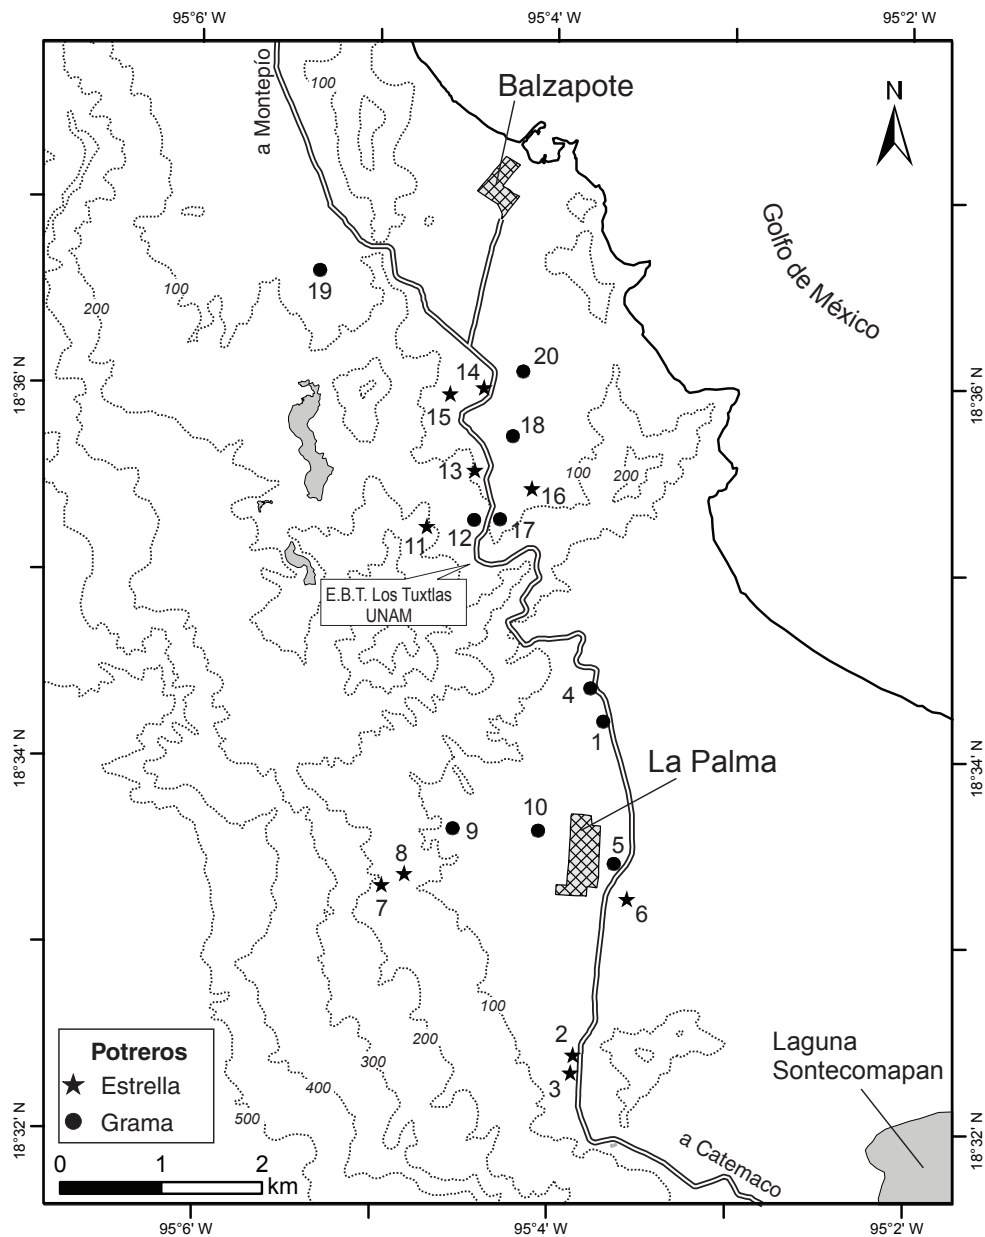 95°6' W
95°4' W
95°2' W
a Montepío
100
Balzapote
N
Golfo de México
19
100
200
20
14
15
18°36' N
18°36' N
18
13
100
200
16
11
12
17
E.B.T. Los Tuxtlas
UNAM
4
1
18°34' N
18°34' N
La Palma
10
9
5
8
7
6
100
200
300
400
500
2
3
Laguna
Sontecomapan
Potreros
Estrella
Grama
18°32' N
18°32' N
a Catemaco
0
1
2
km
95°6' W
95°4' W
95°2' W